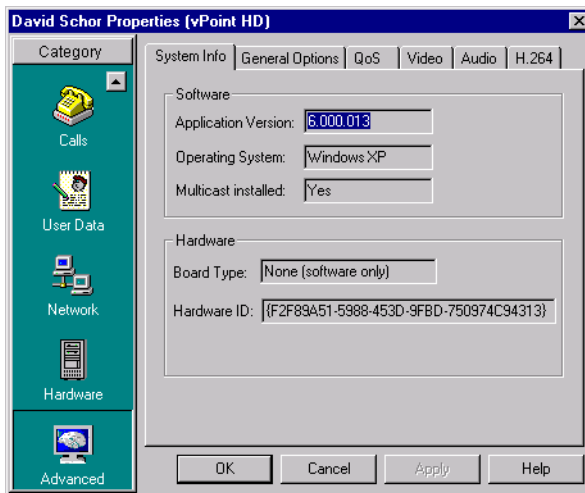 David Schor Properties (vPoint HD)
Category
Calls
User Data
Network
Hardware
Advanced
System Info General Options QoS Video Audio H.264
Software
Application Version: 6.000.013
Operating System: Windows XP
Multicast installed: Yes
Hardware
Board Type: None (software only)
Hardware ID: {F2F89A51-5988-453D-9FBD-750974C94313}
OK Cancel Apply Help